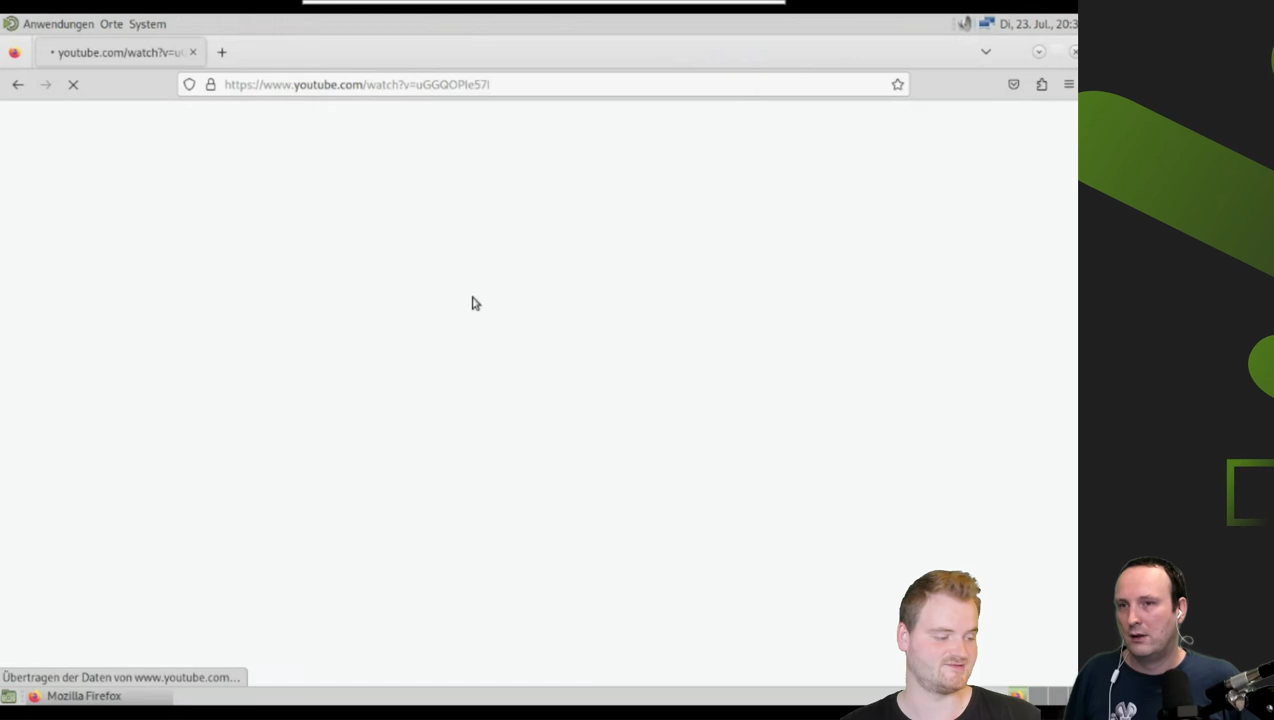 Anwendungen Orte System
Di, 23. Jul., 20:3
youtube.com/watch?v=u
https://www.youtube.com/watch?v=uGGQOPIe57I
Übertragen der Daten von www.youtube.com...
Mozilla Firefox